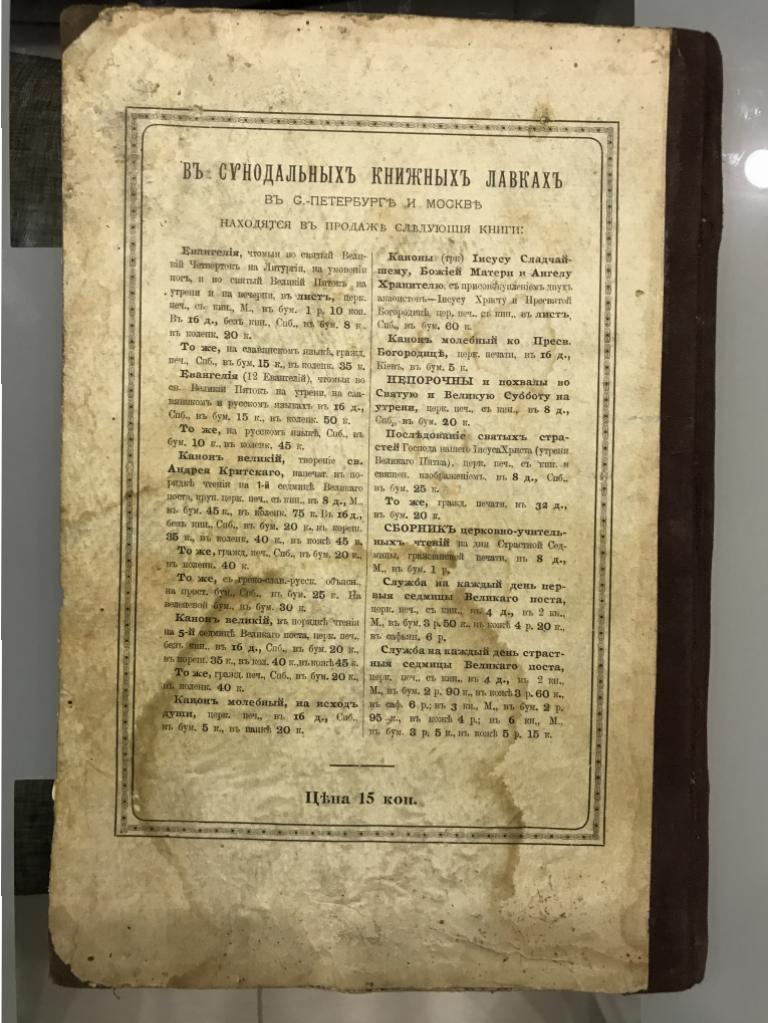 ВЪ СѴНОДАЛЬНЫХЪ КНИЖНЫХЪ ЛАВКАХЪ
ВЪ С.-ПЕТЕРБУРГѢ И МОСКВѢ
НАХОДЯТСЯ ВЪ ПРОДАЖѢ СЛѢДУЮЩІЯ КНИГИ:
Евангелія, чтомыя во святый Вели-
кій Четвертокъ на Литургіи, на умовеніи
ногъ, и во святый Великій Пятокъ на
утрени и на вечерни, въ листъ, церк.
печ., съ кин., М., въ бум. 1 р. 10 коп.
Въ 16 д., безъ кин., Спб., въ бум. 8 к.,
въ коленк. 20 к.
То же, на славянскомъ языкѣ, гражд.
печ., Спб., въ бум. 15 к., въ коленк. 35 к.
Евангелія (12 Евангелій), чтомыя во
св. Великій Пятокъ на утрени, на сла-
вянскомъ и русскомъ языкахъ въ 16 д.,
Спб., въ бум. 15 к., въ коленк. 50 к.
То же, на русскомъ языкѣ, Спб., въ
бум. 10 к., въ коленк. 45 к.
Канонъ великій, твореніе св.
Андрея Критскаго, напечат. въ по-
рядкѣ чтенія на 1-й седмицѣ Великаго
поста, круп. церк. печ., съ кин., въ 8 д., М.,
въ бум. 45 к., въ коленк. 75 к. Въ 16 д.,
безъ кин., Спб., въ бум. 20 к., въ кореш.
35 к., въ коленк. 40 к., въ кожѣ 45 к.
То же, гражд. печ., Спб., въ бум. 20 к.,
въ коленк. 40 к.
То же, съ греко-слав.-русск. объясн.,
на прост. бум., Спб., въ бум. 25 к. На
веленевой бум., въ бум. 30 к.
Канонъ великій, въ порядкѣ чтенія
на 5-й седмицѣ Великаго поста, церк. печ.,
безъ кин., въ 16 д., Спб., въ бум. 20 к.,
въ кореш. 35 к., въ кол. 40 к., въ кожѣ 45 к.
То же, гражд. печ., Спб., въ бум. 20 к.,
въ коленк. 40 к.
Канонъ молебный, на исходъ
души, церк. печ., въ 16 д., Спб.,
въ бум. 5 к., въ папкѣ 20 к.
Каноны (три) Іисусу Сладчай-
шему, Божіей Матери и Ангелу
Хранителю, съ присовокупленіемъ двухъ
акаѳистовъ—Іисусу Христу и Пресвятой
Богородицѣ, цер. печ., съ кин., въ листъ,
Спб., въ бум. 60 к.
Канонъ молебный ко Пресв.
Богородицѣ, церк. печати, въ 16 д.,
Кіевъ, въ бум. 5 к.
НЕПОРОЧНЫ и похвалы во
Святую и Великую Субботу на
утрени, церк. печ., съ кин., въ 8 д.,
Спб., въ бум. 20 к.
Послѣдованіе святыхъ стра-
стей Господа нашего Іисуса Христа (утреня
Великаго Пятка), церк. печ., съ кин. и
священ. изображеніемъ, въ 8 д., Спб.,
въ бум. 25 к.
То же, гражд. печати, въ 32 д.,
въ бум. 20 к.
СБОРНИКЪ церковно-учитель-
ныхъ чтеній на дни Страстной Сед-
мицы, гражданской печати, въ 8 д.,
М., въ бум. 1 р.
Служба на каждый день пер-
выя седмицы Великаго поста,
церк. печ., съ кин., въ 4 д., въ 2 кн.,
М., въ бум. 3 р. 50 к., въ кожѣ 4 р. 20 к.,
въ сафьян. 6 р.
Служба на каждый день страст-
ныя седмицы Великаго поста,
церк. печ., съ кин., въ 4 д., въ 2 кн.,
М., въ бум. 2 р. 90 к., въ кожѣ 3 р. 60 к.,
въ саф. 6 р.; въ 3 кн., М., въ бум. 2 р.
95 к., въ кожѣ 4 р.; въ 6 кн., М.,
въ бум. 3 р. 5 к., въ кожѣ 5 р. 15 к.
Цѣна 15 коп.